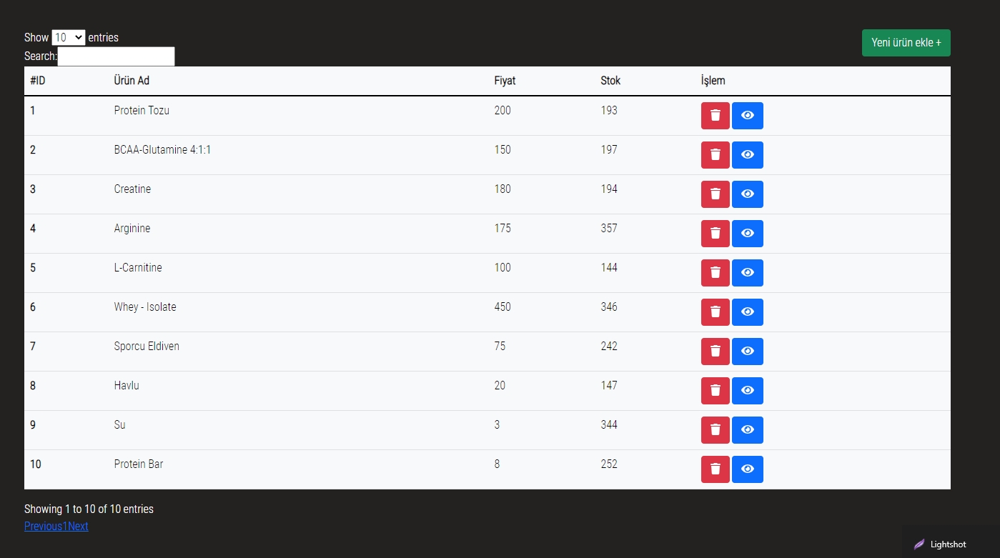 Show 10 entries
Yeni ürün ekle +
Search:
#ID Ürün Ad Fiyat Stok İşlem
1 Protein Tozu 200 193
2 BCAA-Glutamine 4:1:1 150 197
3 Creatine 180 194
4 Arginine 175 357
5 L-Carnitine 100 144
6 Whey - Isolate 450 346
7 Sporcu Eldiven 75 242
8 Havlu 20 147
9 Su 3 344
10 Protein Bar 8 252
Showing 1 to 10 of 10 entries
Previous1Next
Lightshot